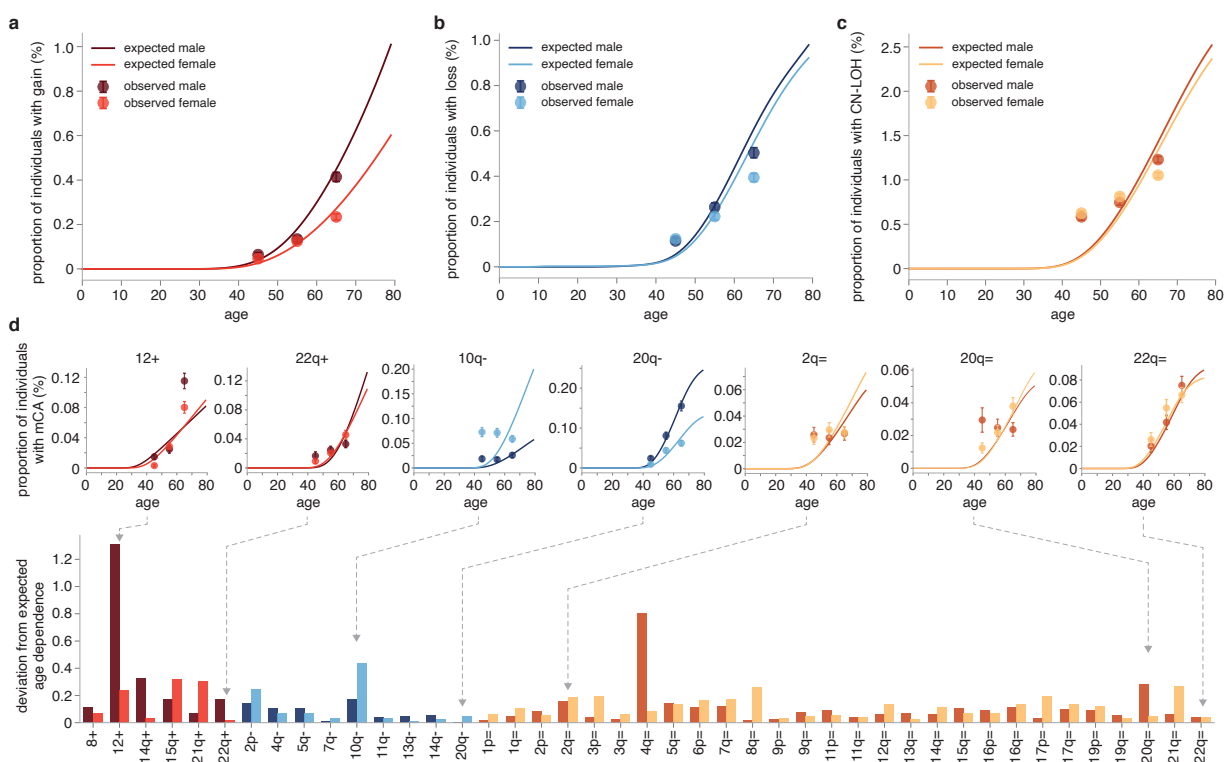 a
b
c
proportion of individuals with gain (%)
1.0
0.8
0.6
0.4
0.2
0
expected male
expected female
observed male
observed female
0 10 20 30 40 50 60 70 80
age
proportion of individuals with loss (%)
1.0
0.8
0.6
0.4
0.2
0
expected male
expected female
observed male
observed female
0 10 20 30 40 50 60 70 80
age
proportion of individuals with CN-LOH (%)
2.5
2.0
1.5
1.0
0.5
0
expected male
expected female
observed male
observed female
0 10 20 30 40 50 60 70 80
age
d
proportion of individuals
with mCA (%)
12+
0.12
0.08
0.04
0
0 20 40 60 80
age
22q+
0.12
0.08
0.04
0
0 20 40 60 80
age
10q-
0.20
0.15
0.10
0.05
0
0 20 40 60 80
age
20q-
0.20
0.10
0
0 20 40 60 80
age
2q=
0.06
0.04
0.02
0
0 20 40 60 80
age
20q=
0.06
0.04
0.02
0
0 20 40 60 80
age
22q=
0.08
0.06
0.04
0.02
0
0 20 40 60 80
age
deviation from expected
age dependence
1.2
1.0
0.8
0.6
0.4
0.2
0
8+ 12+ 14q+ 15q+ 21q+ 22q+ 2p- 4q- 5q- 7q- 10q- 11q- 13q- 14q- 20q- 1p= 1q= 2p= 2q= 3p= 3q= 4q= 5q= 6p= 7q= 8q= 9p= 9q= 11p= 11q= 12q= 13q= 14q= 15q= 16p= 16q= 17p= 17q= 19p= 19q= 20q= 21q= 22q=